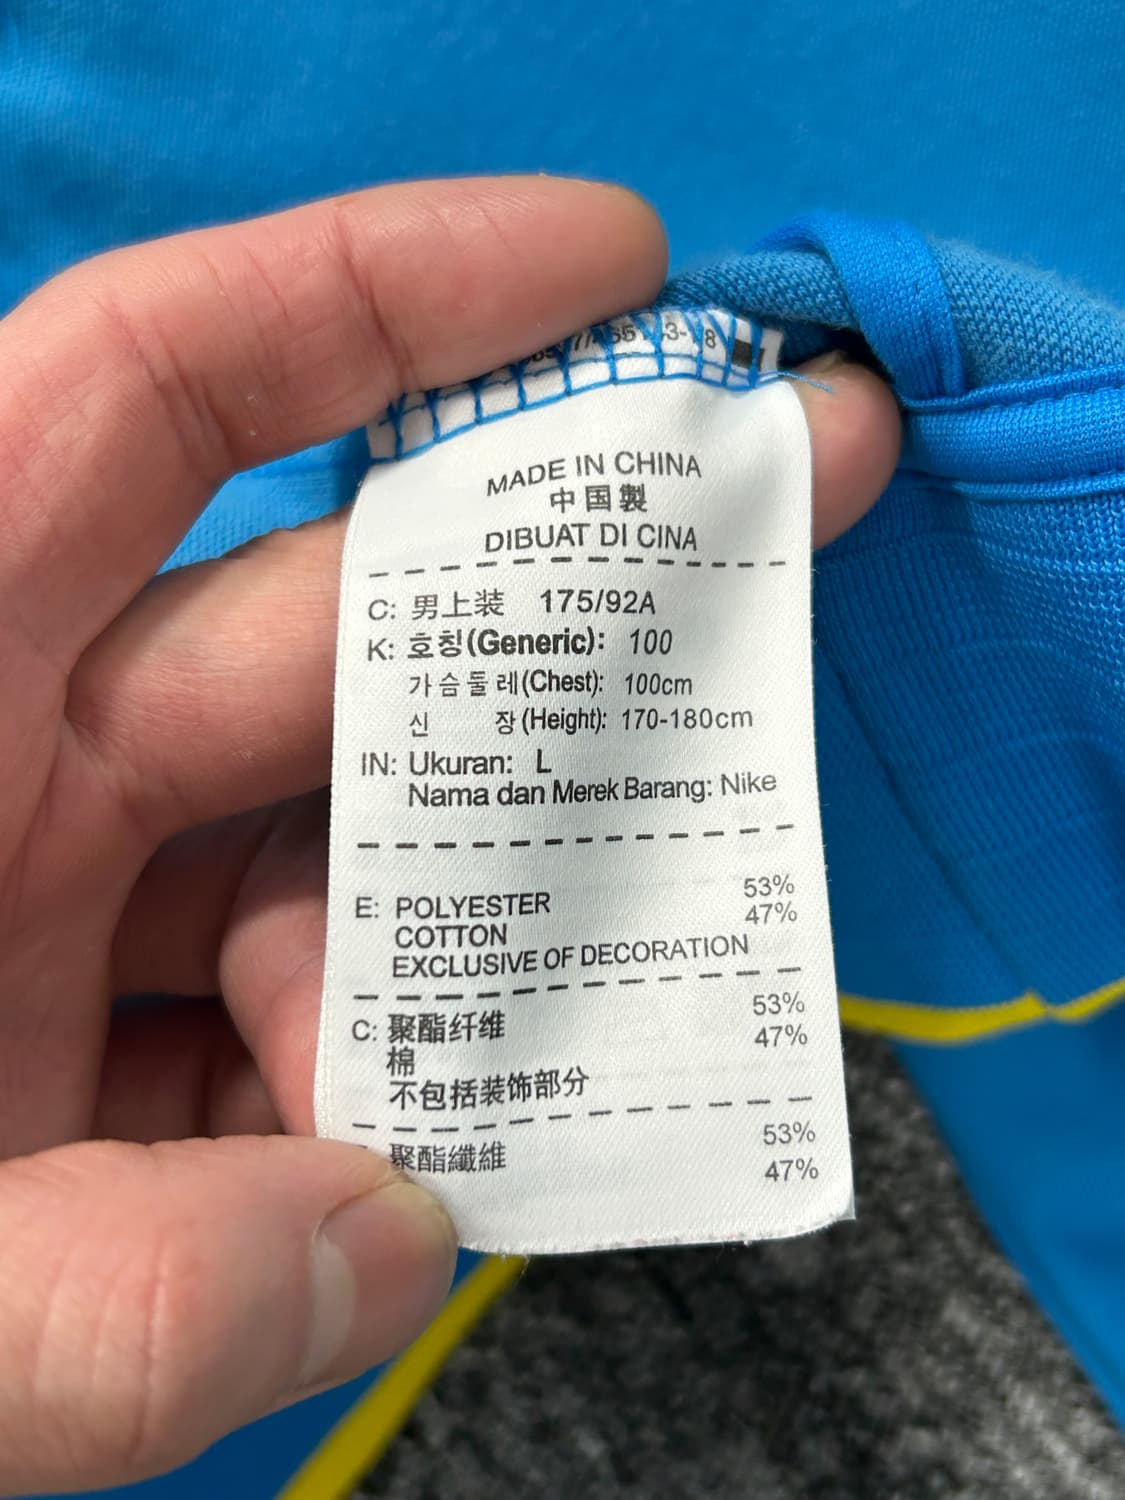 MADE IN CHINA
中国製
DIBUAT DI CINA
C: 男上装 175/92A
K: 호칭(Generic): 100
가슴둘레(Chest): 100cm
신 장(Height): 170-180cm
IN: Ukuran: L
Nama dan Merek Barang: Nike
E: POLYESTER 53%
COTTON 47%
EXCLUSIVE OF DECORATION
C: 聚酯纤维 53%
棉 47%
不包括装饰部分
聚酯纖維 53%
47%